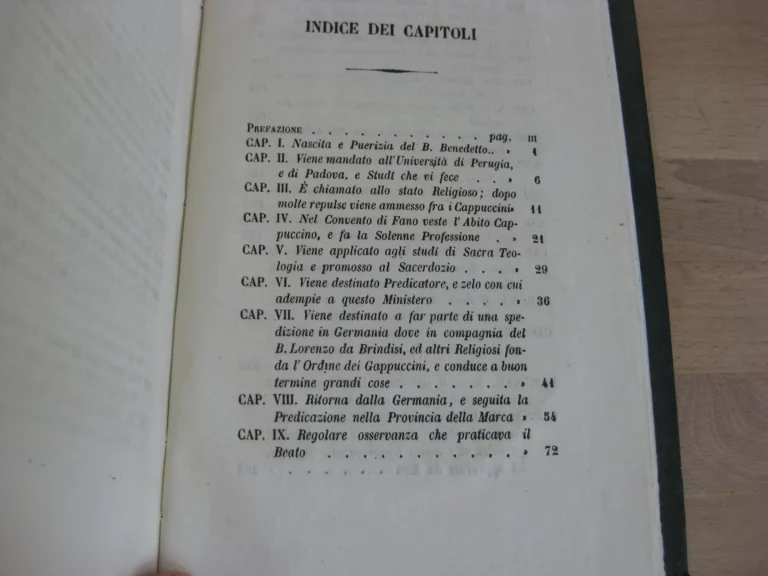 INDICE DEI CAPITOLI
PREFAZIONE . . . . . . . . . . . pag. III
CAP. I. Nascita e Puerizia del B. Benedetto.. » 1
CAP. II. Viene mandato all'Università di Perugia,
e di Padova, e Studî che vi fece . . . » 6
CAP. III. È chiamato allo stato Religioso; dopo
molte repulse viene ammesso fra i Cappuccini» 11
CAP. IV. Nel Convento di Fano veste l'Abito Cap-
puccino, e fa la Solenne Professione . » 21
CAP. V. Viene applicato agli studi di Sacra Teo-
logia e promosso al Sacerdozio . . . . » 29
CAP. VI. Viene destinato Predicatore, e zelo con cui
adempie a questo Ministero . . . . » 36
CAP. VII. Viene destinato a far parte di una spe-
dizione in Germania dove in compagnia del
B. Lorenzo da Brindisi, ed altri Religiosi fon-
da l'Ordine dei Gappuccini, e conduce a buon
termine grandi cose . . . . . . . » 41
CAP. VIII. Ritorna dalla Germania, e seguita la
Predicazione nella Provincia della Marca » 54
CAP. IX. Regolare osservanza che praticava il
Beato . . . . . . . . . . . . » 72